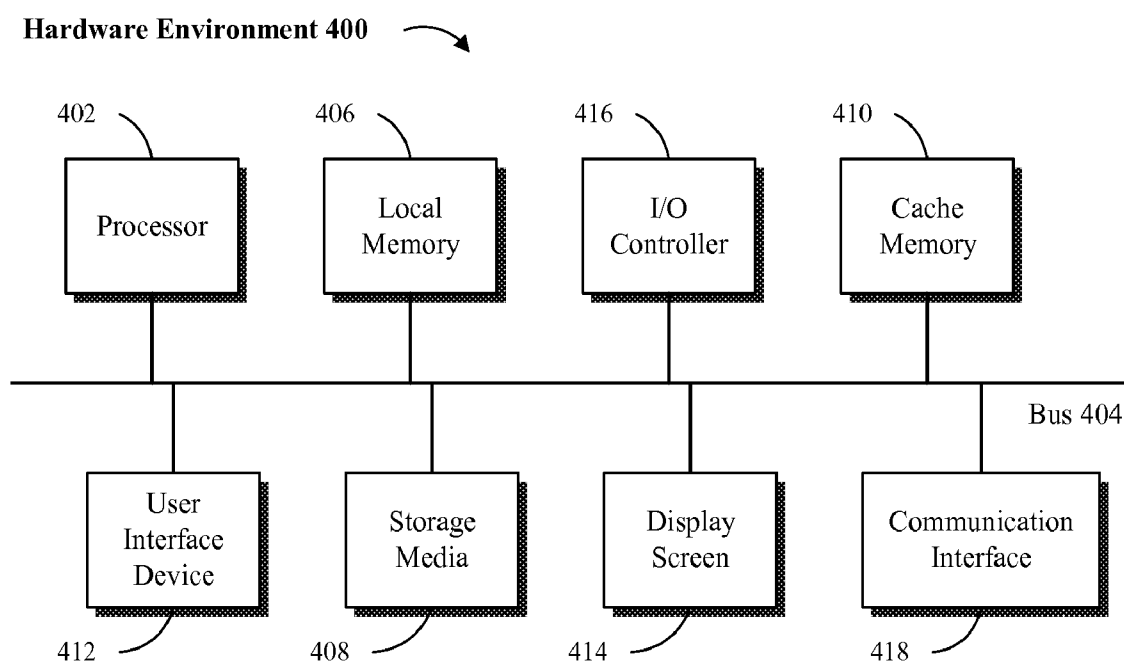 Hardware Environment 400
402
406
416
410
Processor
Local
Memory
I/O
Controller
Cache
Memory
Bus 404
User
Interface
Device
Storage
Media
Display
Screen
Communication
Interface
412
408
414
418